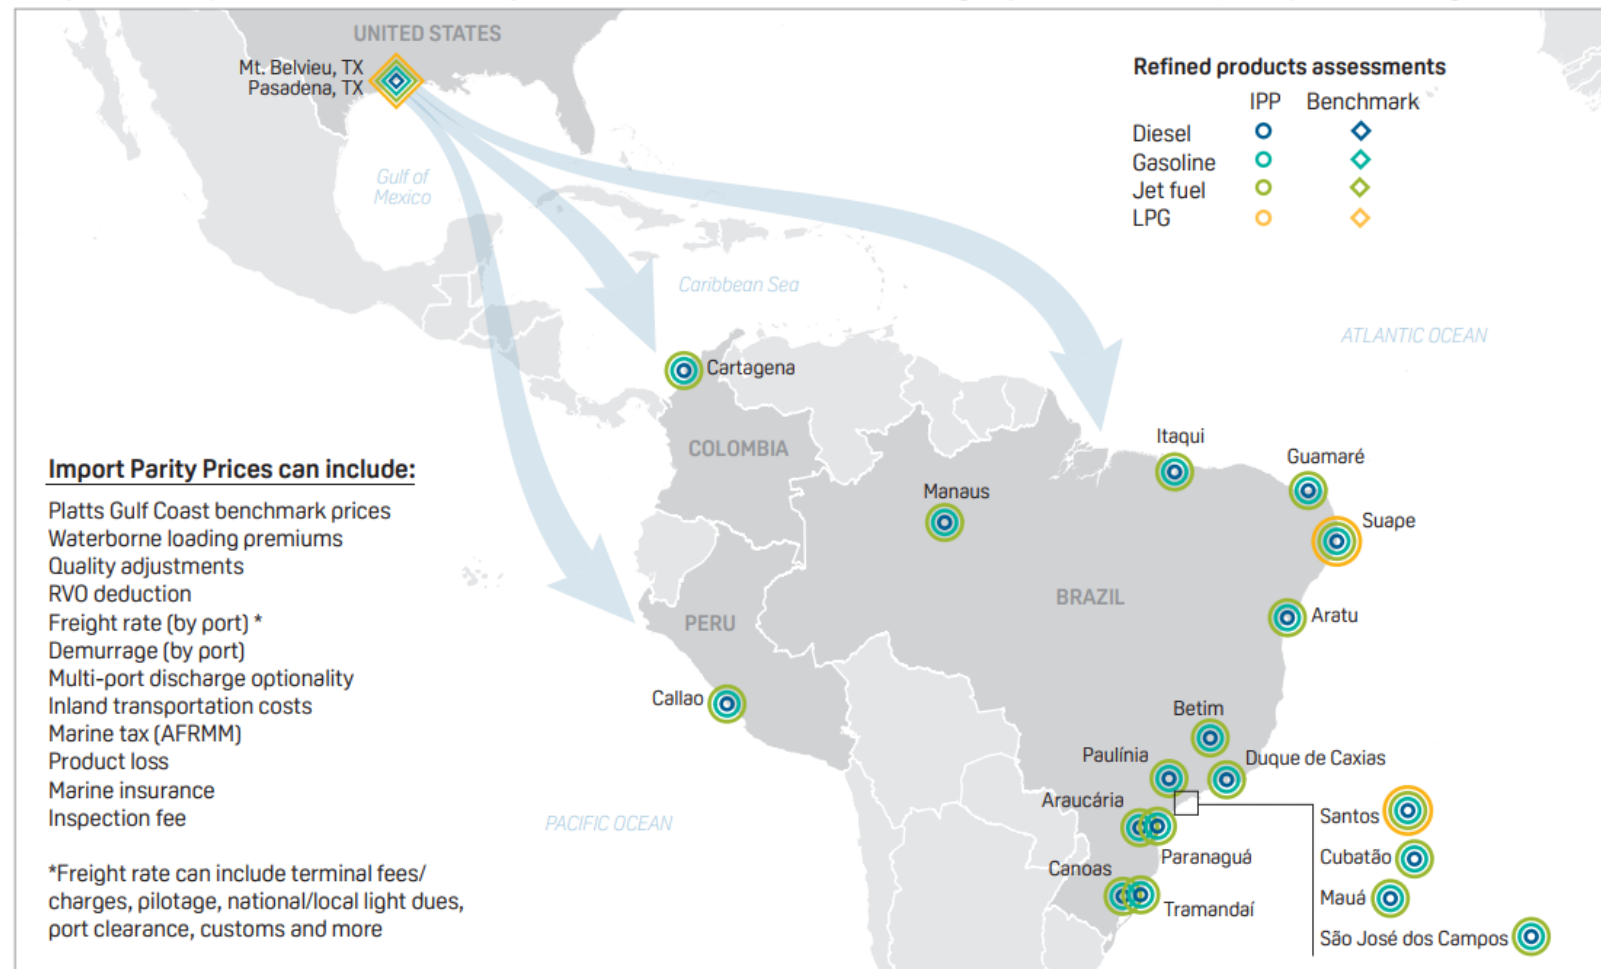 UNITED STATES
Mt. Belvieu, TX
Pasadena, TX
Gulf of
Mexico
Refined products assessments
IPP Benchmark
Diesel
Gasoline
Jet fuel
LPG
Caribbean Sea
ATLANTIC OCEAN
Cartagena
COLOMBIA
Itaqui
Guamaré
Manaus
Suape
BRAZIL
Aratu
PERU
Callao
Betim
Paulínia
Duque de Caxias
Araucária
Paranaguá
Canoas
Tramandaí
Santos
Cubatão
Mauá
São José dos Campos
PACIFIC OCEAN
Import Parity Prices can include:
Platts Gulf Coast benchmark prices
Waterborne loading premiums
Quality adjustments
RVO deduction
Freight rate (by port) *
Demurrage (by port)
Multi-port discharge optionality
Inland transportation costs
Marine tax (AFRMM)
Product loss
Marine insurance
Inspection fee
*Freight rate can include terminal fees/
charges, pilotage, national/local light dues,
port clearance, customs and more